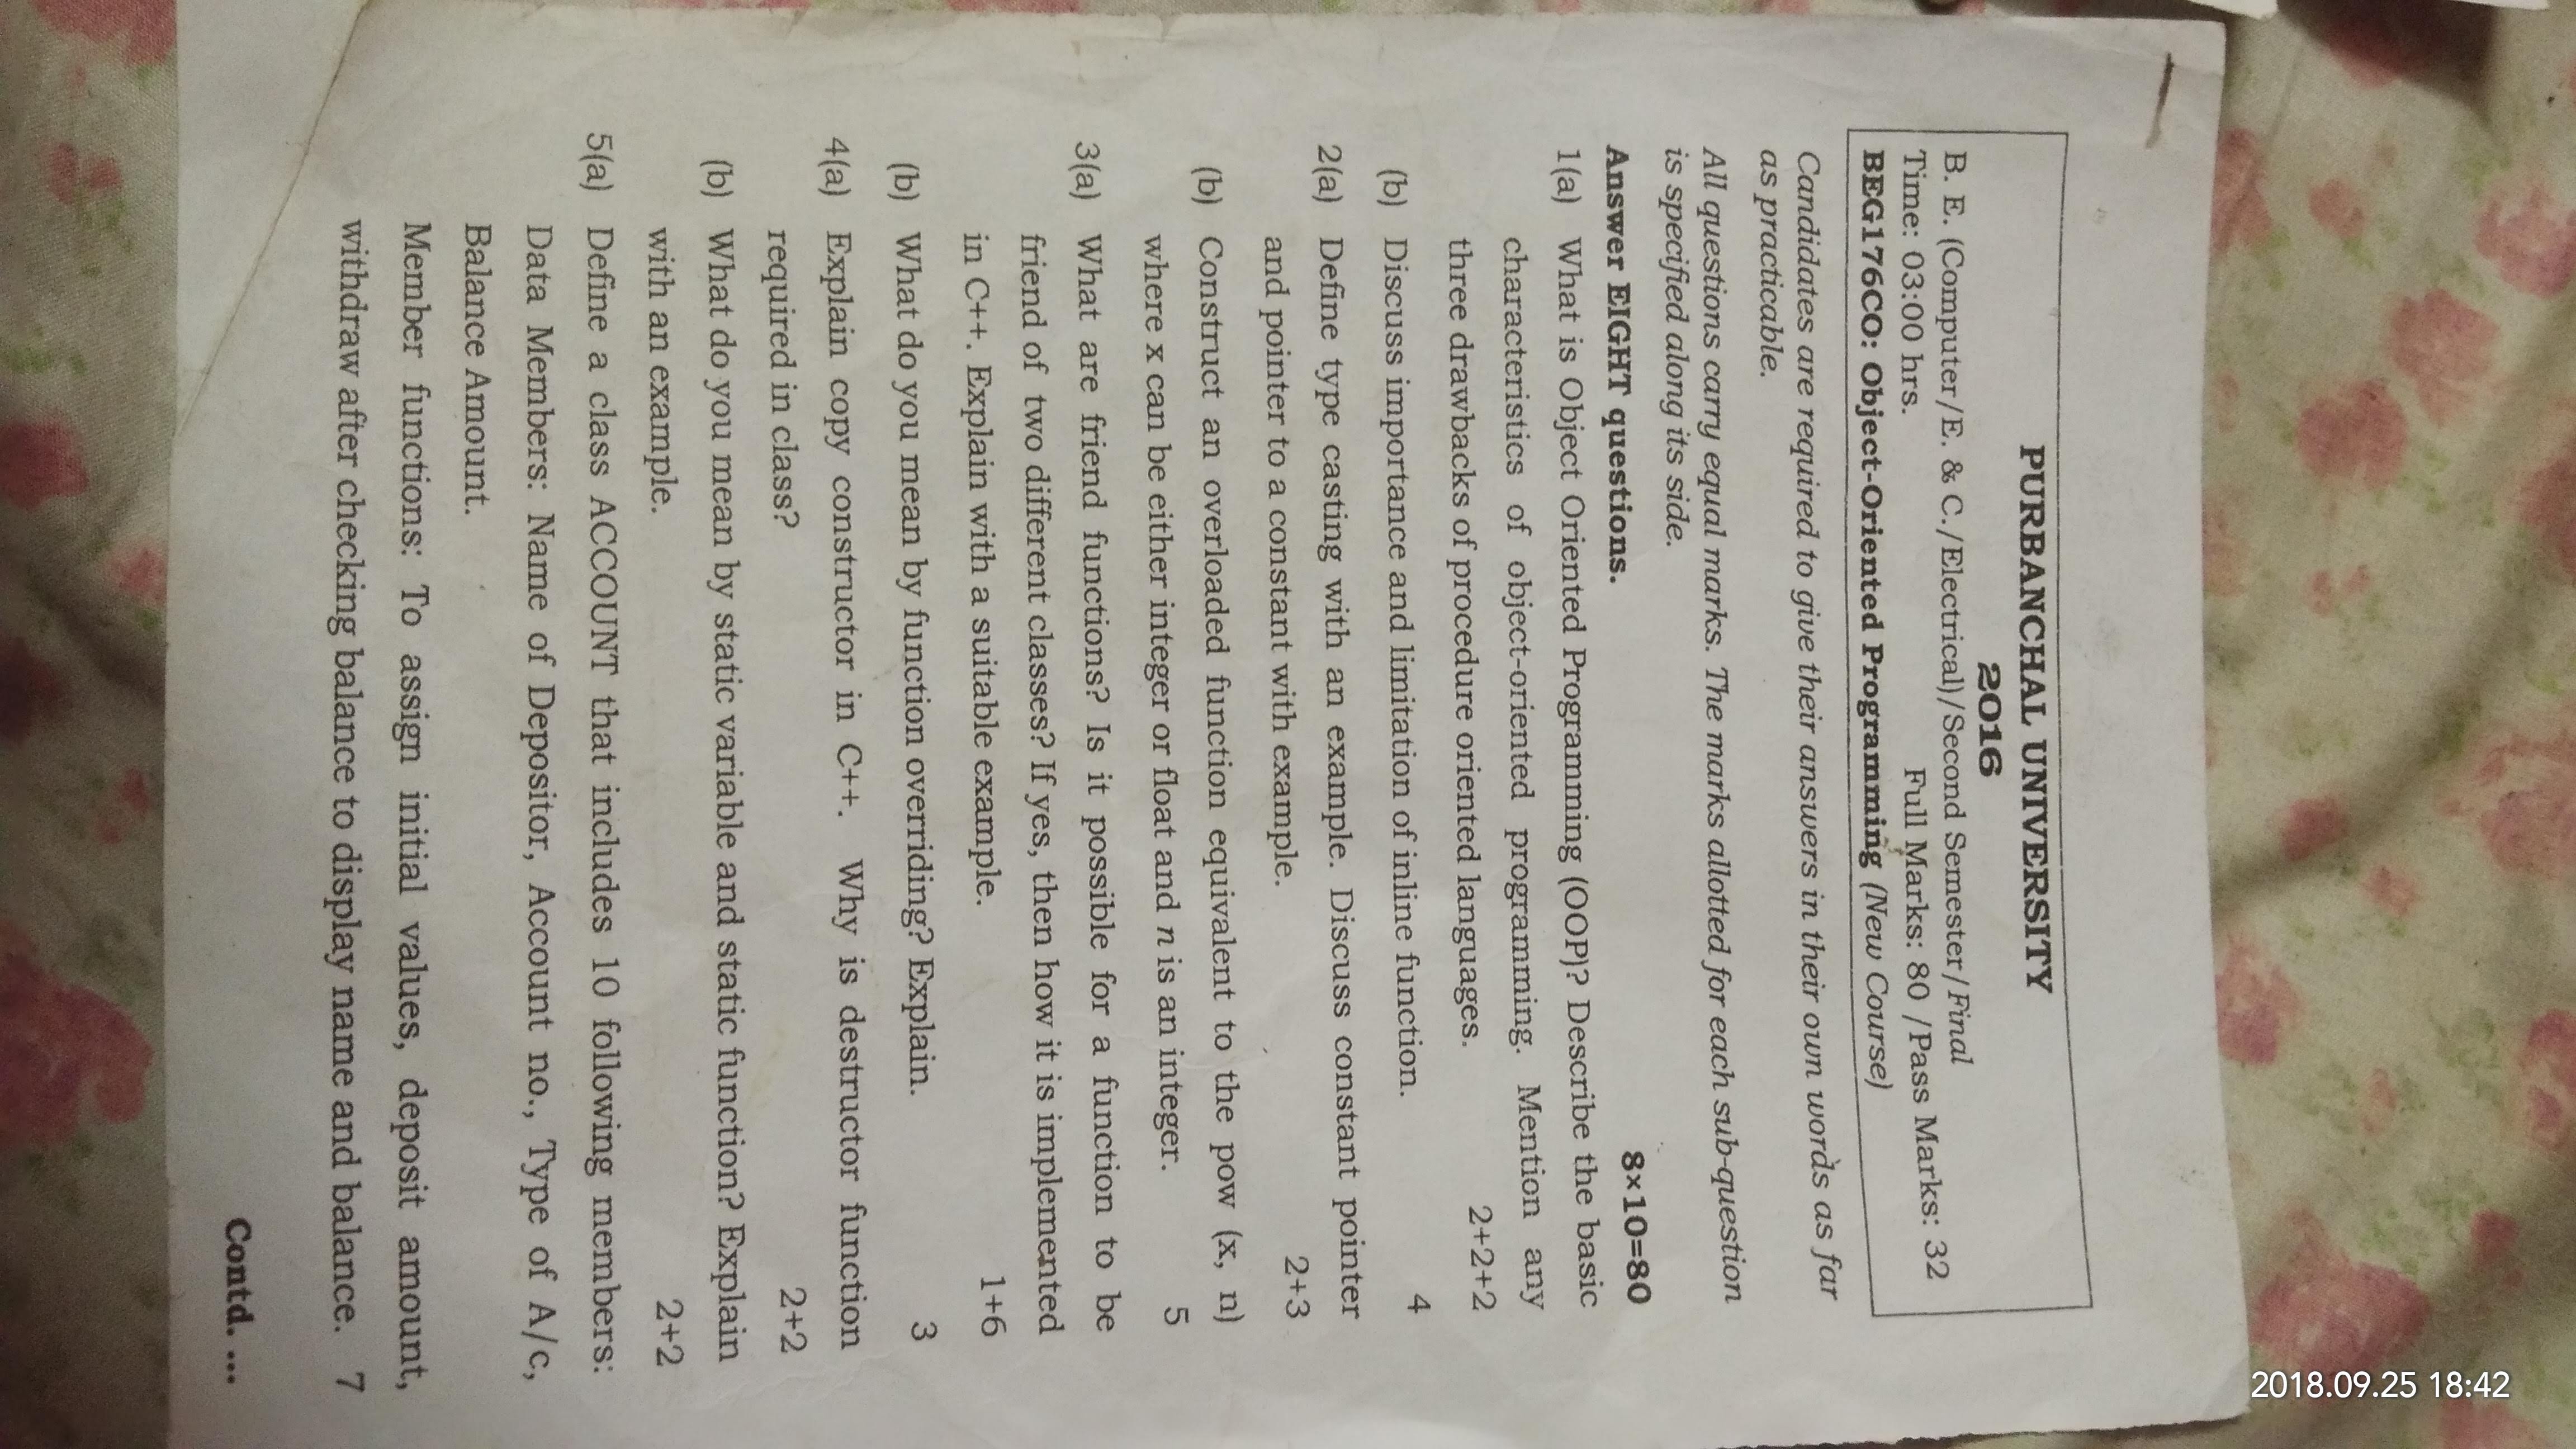 2018.09.25 18:42
PURBANCHAL UNIVERSITY
2016
B. E. (Computer/E. & C./Electrical)/Second Semester/Final
Time: 03:00 hrs. Full Marks: 80 /Pass Marks: 32
BEG176CO: Object-Oriented Programming (New Course)
Candidates are required to give their answers in their own words as far
as practicable.
All questions carry equal marks. The marks allotted for each sub-question
is specified along its side.
Answer EIGHT questions. 8×10=80
1(a) What is Object Oriented Programming (OOP)? Describe the basic
characteristics of object-oriented programming. Mention any
three drawbacks of procedure oriented languages. 2+2+2
(b) Discuss importance and limitation of inline function. 4
2(a) Define type casting with an example. Discuss constant pointer
and pointer to a constant with example. 2+3
(b) Construct an overloaded function equivalent to the pow (x, n)
where x can be either integer or float and n is an integer. 5
3(a) What are friend functions? Is it possible for a function to be
friend of two different classes? If yes, then how it is implemented
in C++. Explain with a suitable example. 1+6
(b) What do you mean by function overriding? Explain. 3
4(a) Explain copy constructor in C++. Why is destructor function
required in class? 2+2
(b) What do you mean by static variable and static function? Explain
with an example. 2+2
5(a) Define a class ACCOUNT that includes 10 following members:
Data Members: Name of Depositor, Account no., Type of A/c,
Balance Amount.
Member functions: To assign initial values, deposit amount,
withdraw after checking balance to display name and balance. 7
Contd. ...